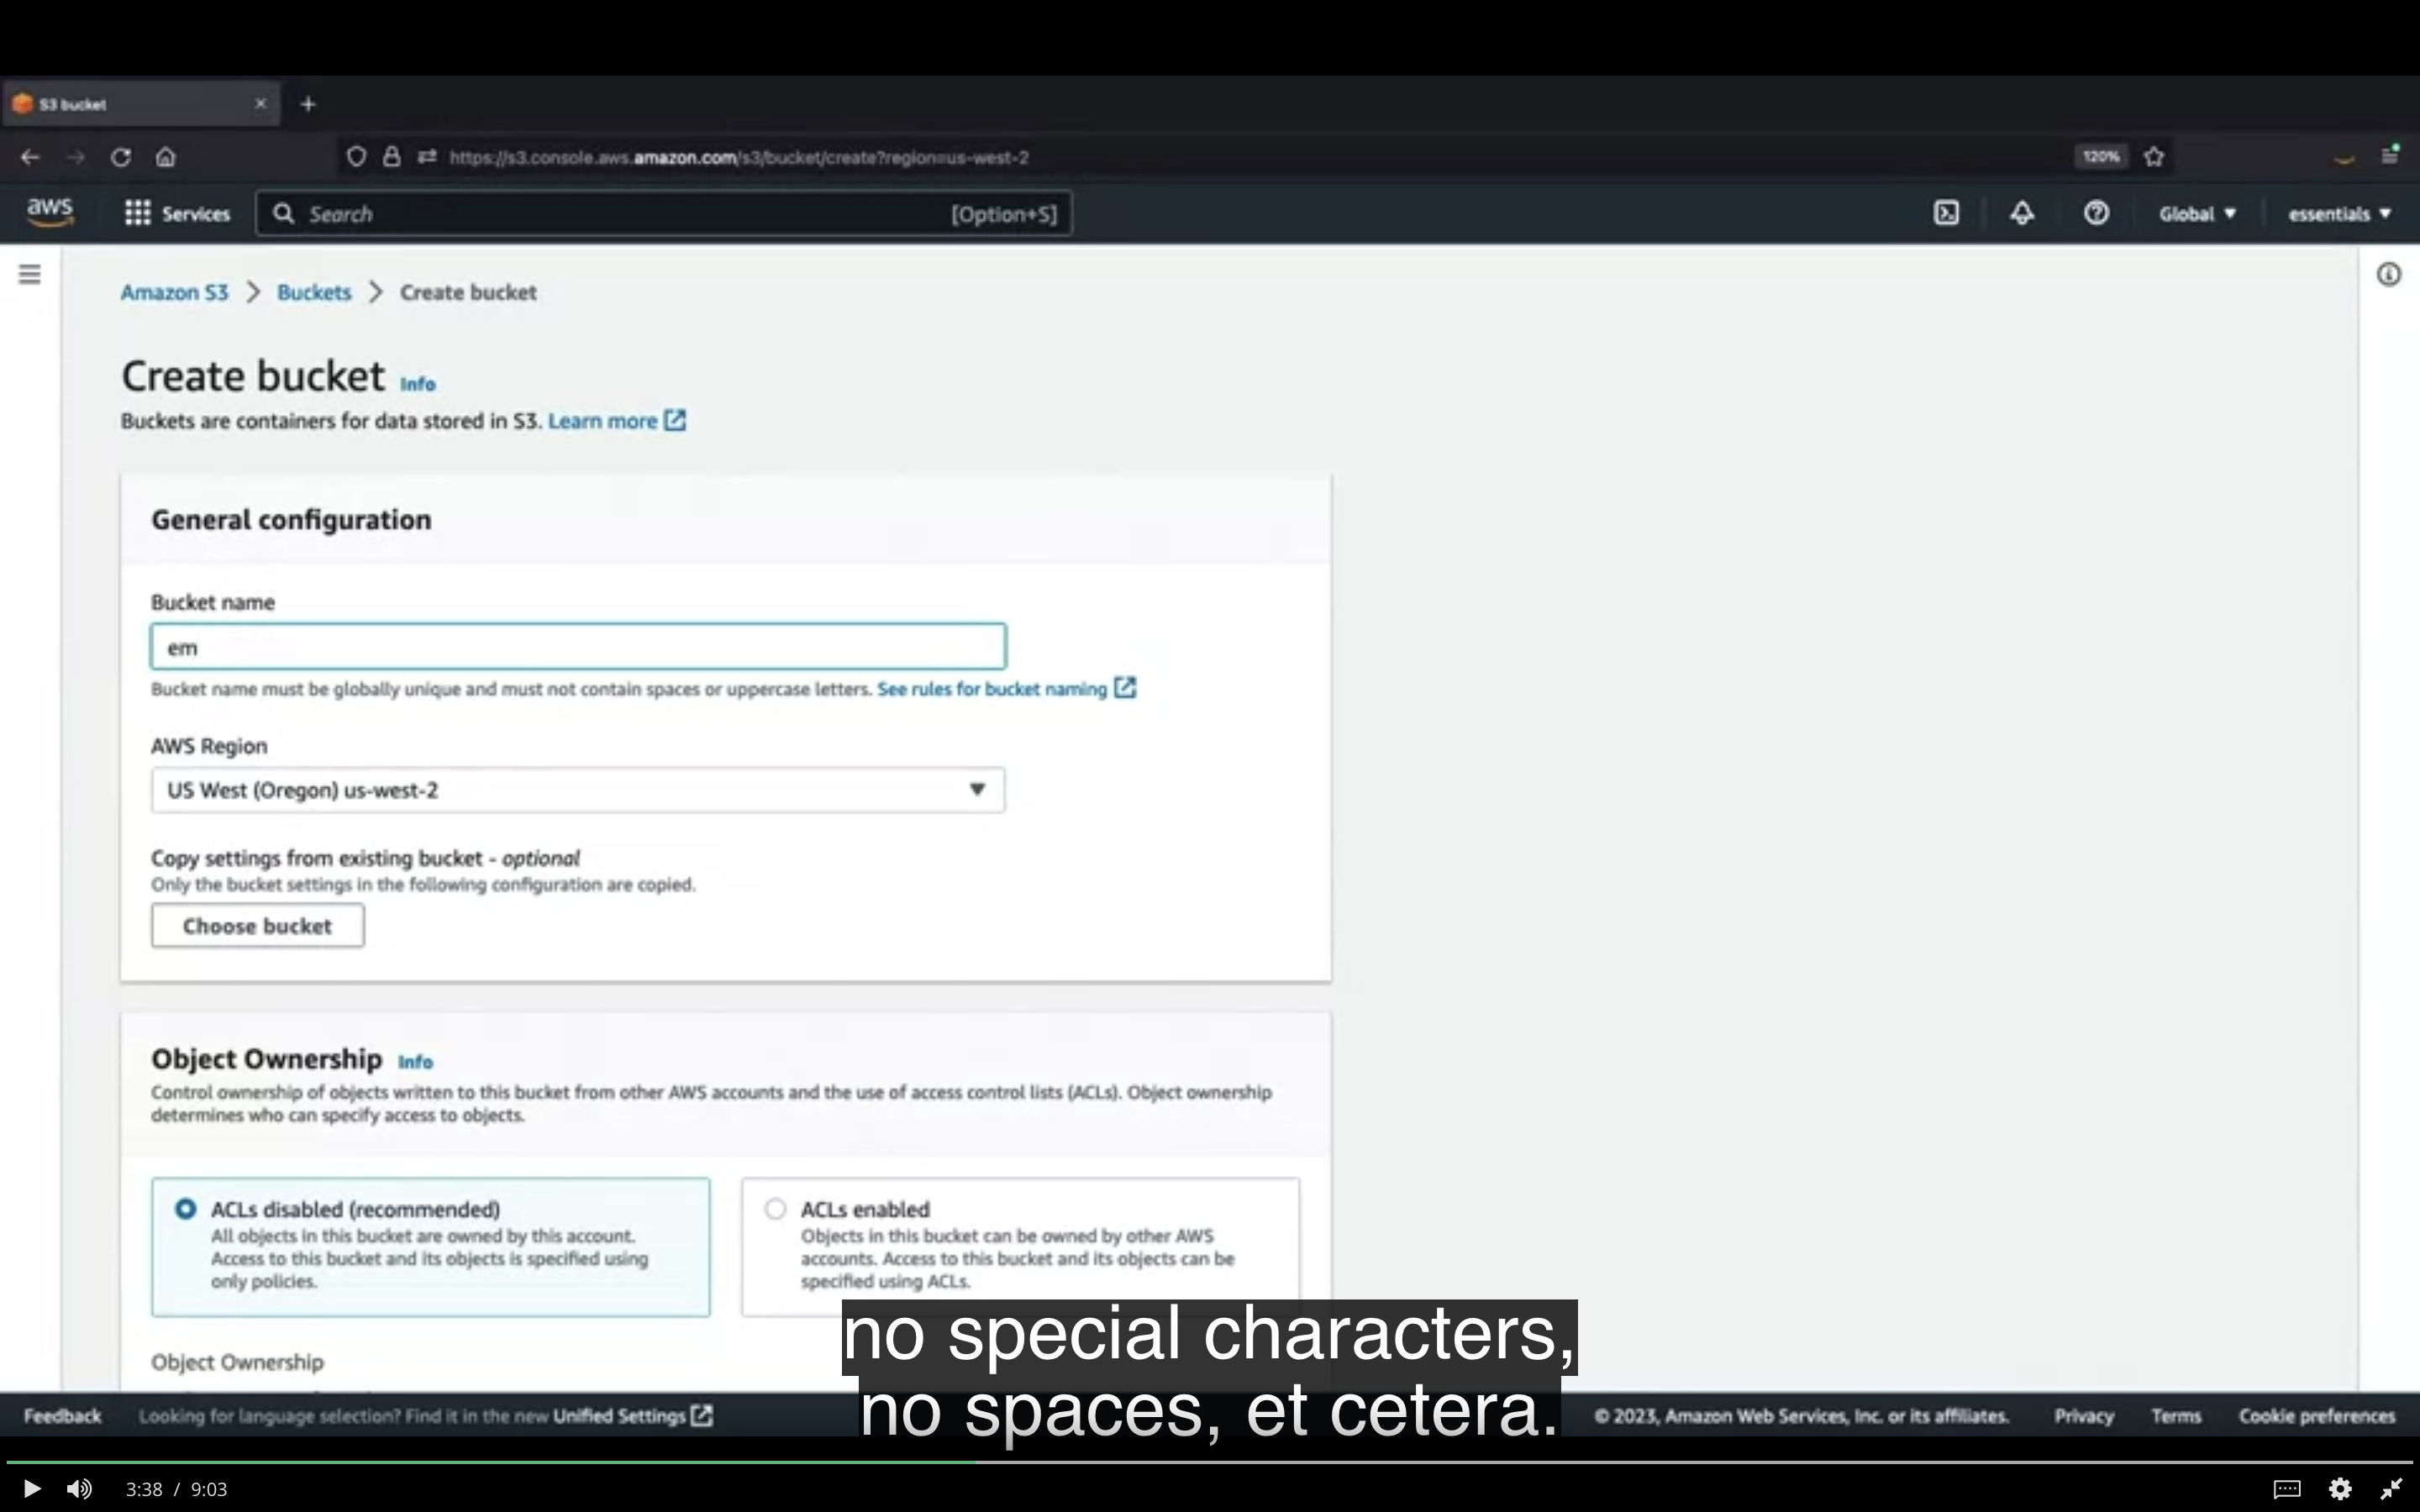 S3 bucket
https://s3.console.aws.amazon.com/s3/bucket/create?region=us-west-2
120%
aws
Services
Search
[Option+S]
Global
essentials
Amazon S3 > Buckets > Create bucket
Create bucket Info
Buckets are containers for data stored in S3. Learn more
General configuration
Bucket name
em
Bucket name must be globally unique and must not contain spaces or uppercase letters. See rules for bucket naming
AWS Region
US West (Oregon) us-west-2
Copy settings from existing bucket - optional
Only the bucket settings in the following configuration are copied.
Choose bucket
Object Ownership Info
Control ownership of objects written to this bucket from other AWS accounts and the use of access control lists (ACLs). Object ownership
determines who can specify access to objects.
ACLs disabled (recommended)
All objects in this bucket are owned by this account.
Access to this bucket and its objects is specified using
only policies.
ACLs enabled
Objects in this bucket can be owned by other AWS
accounts. Access to this bucket and its objects can be
specified using ACLs.
Object Ownership
no special characters,
no spaces, et cetera.
Feedback
Looking for language selection? Find it in the new Unified Settings
© 2023, Amazon Web Services, Inc. or its affiliates.
Privacy
Terms
Cookie preferences
3:38 / 9:03